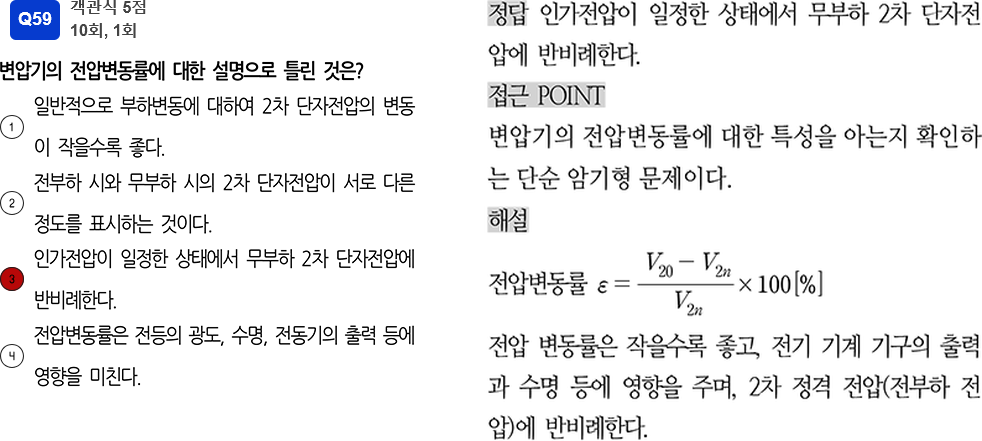 Q59
객관식 5점
10회, 1회
변압기의 전압변동률에 대한 설명으로 틀린 것은?
1 일반적으로 부하변동에 대하여 2차 단자전압의 변동
이 작을수록 좋다.
2 전부하 시와 무부하 시의 2차 단자전압이 서로 다른
정도를 표시하는 것이다.
3 인가전압이 일정한 상태에서 무부하 2차 단자전압에
반비례한다.
4 전압변동률은 전등의 광도, 수명, 전동기의 출력 등에
영향을 미친다.
정답 인가전압이 일정한 상태에서 무부하 2차 단자전
압에 반비례한다.
접근 POINT
변압기의 전압변동률에 대한 특성을 아는지 확인하
는 단순 암기형 문제이다.
해설
전압변동률 ε = (V₂₀ − V₂ₙ) / V₂ₙ × 100[%]
전압 변동률은 작을수록 좋고, 전기 기계 기구의 출력
과 수명 등에 영향을 주며, 2차 정격 전압(전부하 전
압)에 반비례한다.